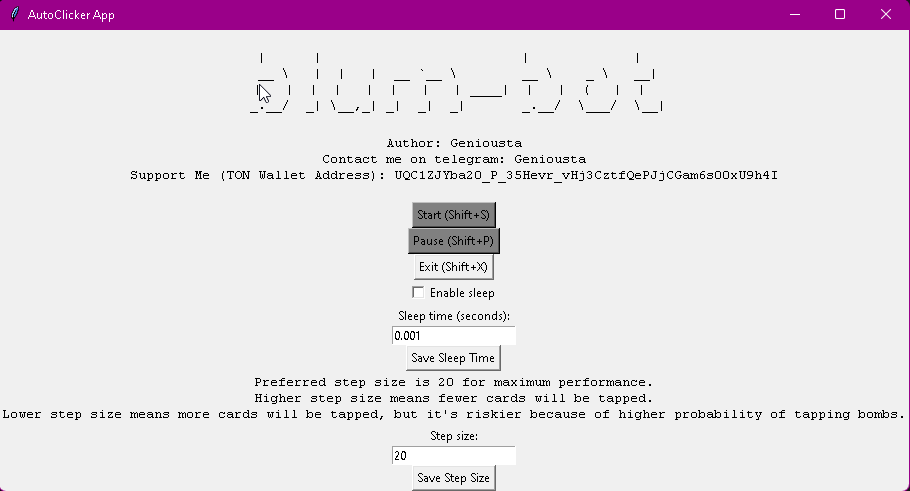 AutoClicker App
blum-bot
Author: Geniousta
Contact me on telegram: Geniousta
Support Me (TON Wallet Address): UQC1ZJYba2O_P_35Hevr_vHj3CztfQePJjCGam6sOOxU9h4I
Start (Shift+S)
Pause (Shift+P)
Exit (Shift+X)
Enable sleep
Sleep time (seconds):
0.001
Save Sleep Time
Preferred step size is 20 for maximum performance.
Higher step size means fewer cards will be tapped.
Lower step size means more cards will be tapped, but it's riskier because of higher probability of tapping bombs.
Step size:
20
Save Step Size